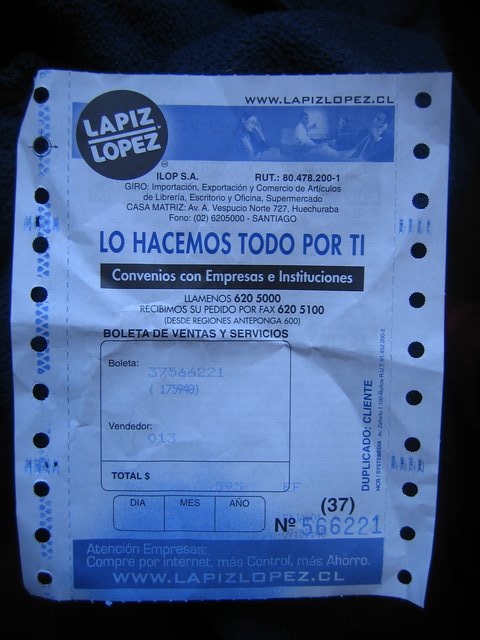 WWW.LAPIZLOPEZ.CL
LAPIZ
LOPEZ
ILOP S.A. RUT.: 80.478.200-1
GIRO: Importación, Exportación y Comercio de Artículos
de Librería, Escritorio y Oficina, Supermercado
CASA MATRIZ: Av. A. Vespucio Norte 727, Huechuraba
Fono: (02) 6205000 - SANTIAGO
LO HACEMOS TODO POR TI
Convenios con Empresas e Instituciones
LLAMENOS 620 5000
RECIBIMOS SU PEDIDO POR FAX 620 5100
(DESDE REGIONES ANTEPONGA 600)
BOLETA DE VENTAS Y SERVICIOS
Boleta: 37566221
( 175948)
Vendedor:
013
TOTAL $ 595
DIA MES AÑO
DUPLICADO: CLIENTE
(37)
Nº 566221
Atención Empresas:
Compre por internet, más Control, más Ahorro.
WWW.LAPIZLOPEZ.CL